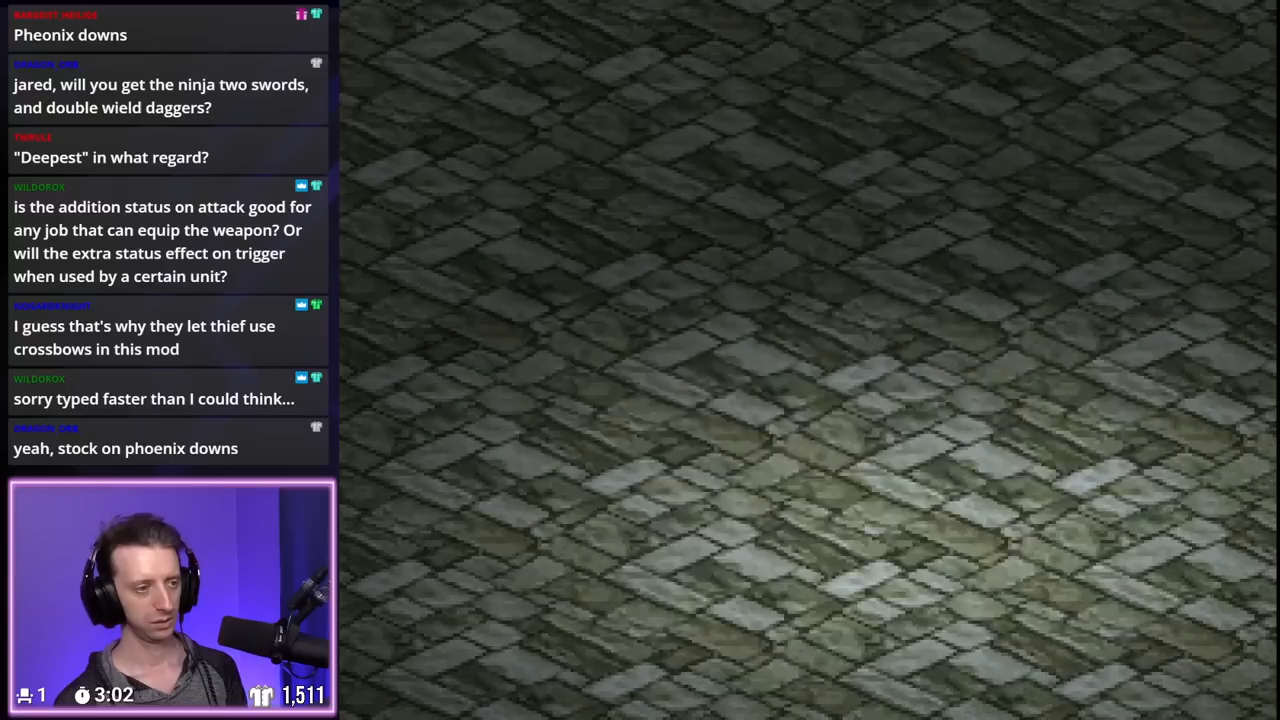 Pheonix downs
jared, will you get the ninja two swords,
and double wield daggers?
"Deepest" in what regard?
WILDOROX
is the addition status on attack good for
any job that can equip the weapon? Or
will the extra status effect on trigger
when used by a certain unit?
I guess that's why they let thief use
crossbows in this mod
WILDOROX
sorry typed faster than I could think...
yeah, stock on phoenix downs
1
3:02
1,511